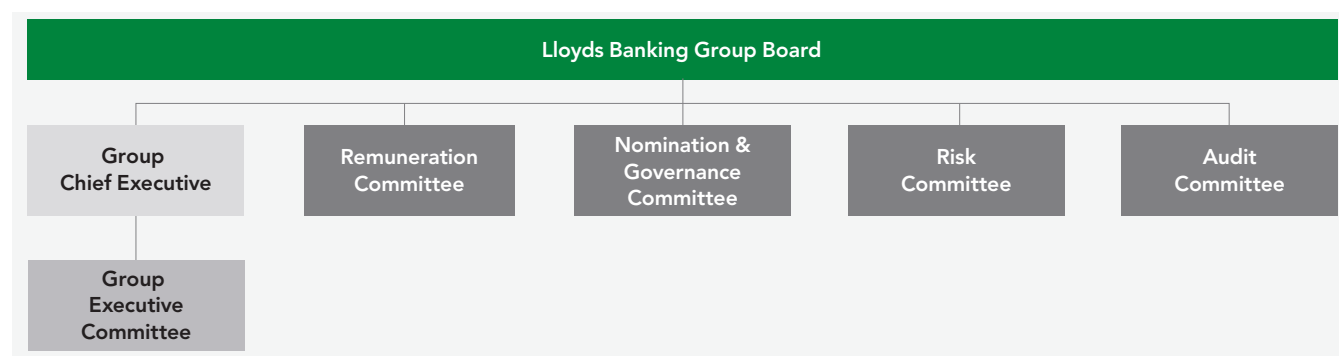 Lloyds Banking Group Board
Group
Chief Executive
Remuneration
Committee
Nomination &
Governance
Committee
Risk
Committee
Audit
Committee
Group
Executive
Committee